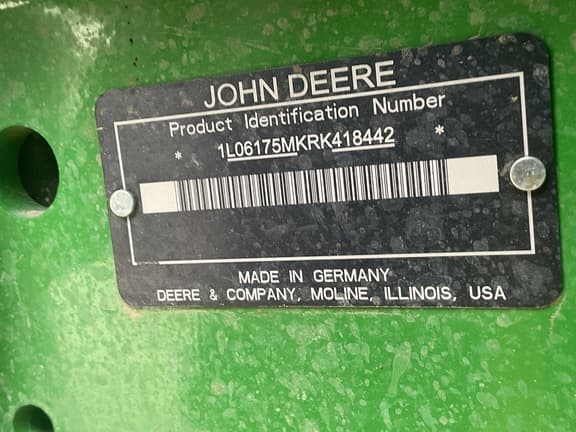 JOHN DEERE
Product Identification Number
* 1L06175MKRK418442 *
MADE IN GERMANY
DEERE & COMPANY, MOLINE, ILLINOIS, USA